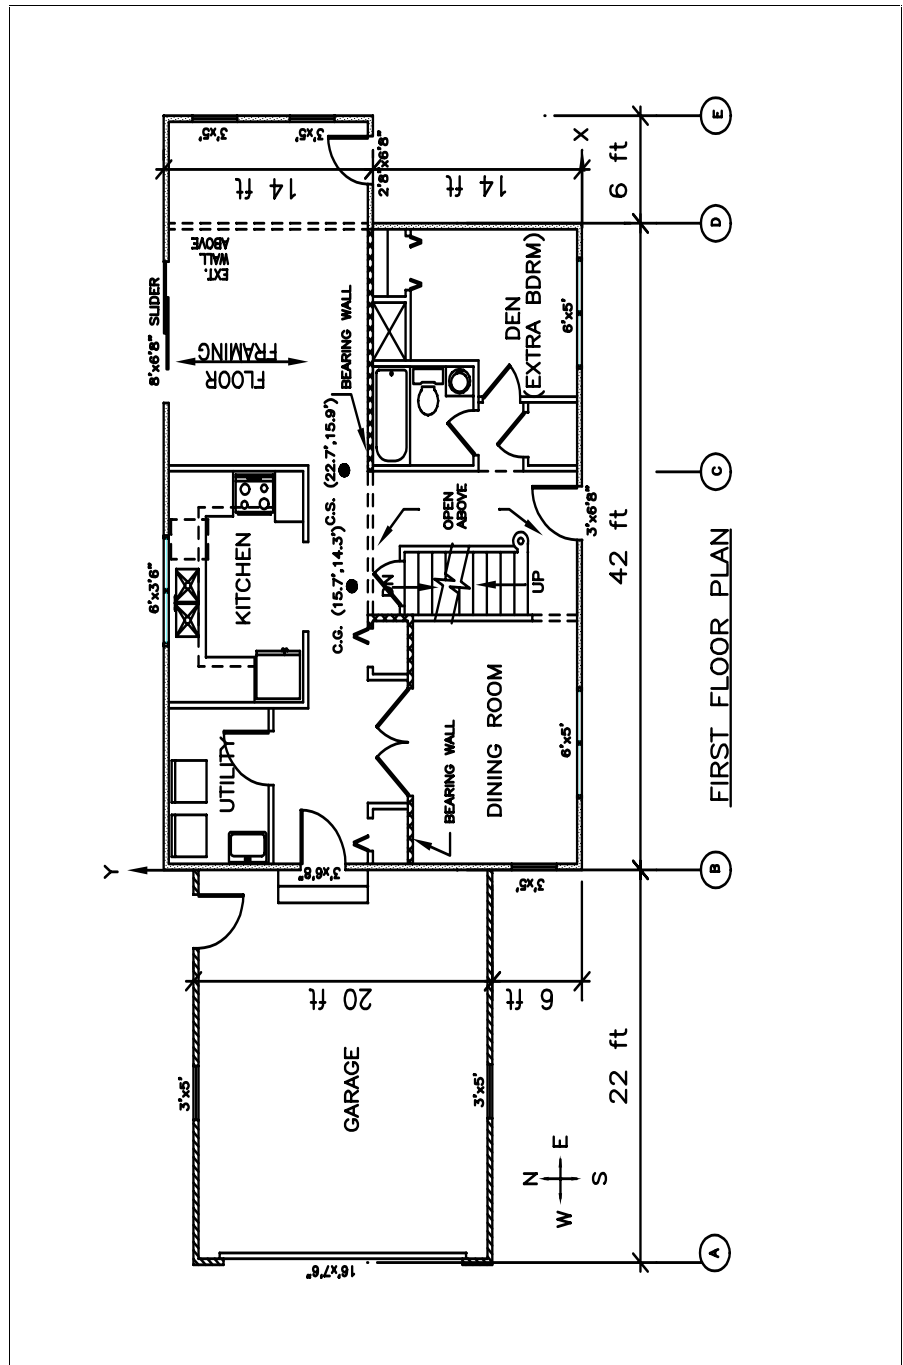 FIRST FLOOR PLAN
A
B
C
D
E
22 ft
42 ft
6 ft
20 ft
6 ft
14 ft
14 ft
X
Y
N
E
S
W
GARAGE
3'x5'
3'x5'
16'x7'6"
UTILITY
3'x6'8"
KITCHEN
6'x3'6"
8'x6'8" SLIDER
FLOOR
FRAMING
EXT.
WALL
ABOVE
3'x5'
3'x5'
2'8"x6'8"
BEARING WALL
C.G. (15.7',14.3')
C.S. (22.7',15.9')
DINING ROOM
BEARING WALL
6'x5'
3'x5'
DN
UP
OPEN
ABOVE
3'x6'8"
DEN
(EXTRA BDRM)
6'x5'